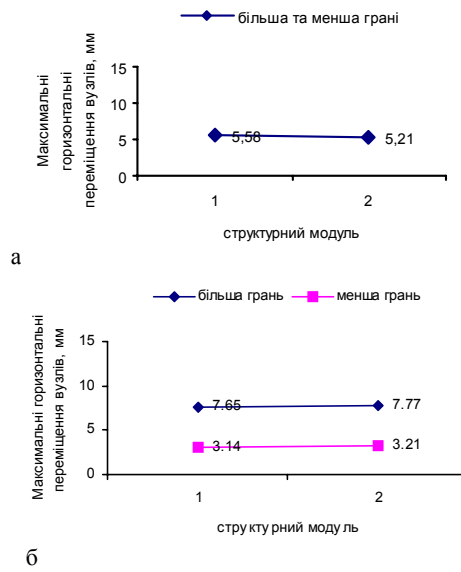 більша та менша грані
Максимальні
горизонтальні
переміщення вузлів, мм
15
10
5
0
5,58
5,21
1
2
структурний модуль
а
більша грань
менша грань
Максимальні горизонтальні
переміщення вузлів, мм
15
10
5
0
7.65
7.77
3.14
3.21
1
2
структурний модуль
б